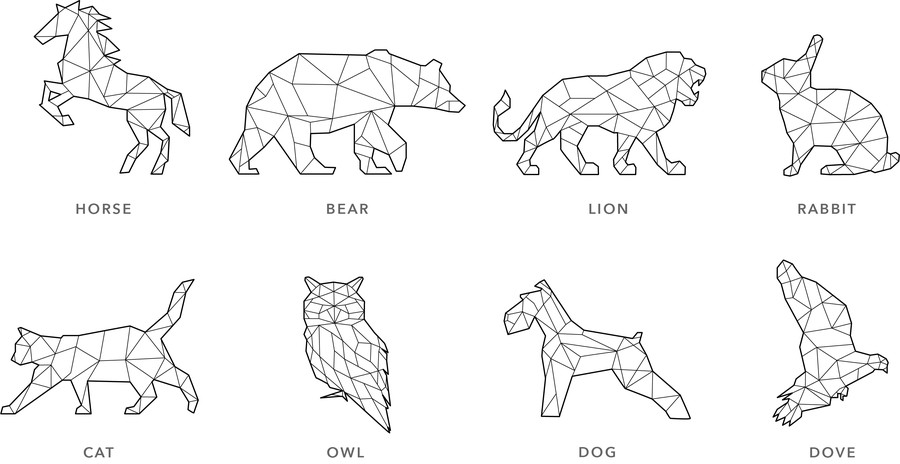 HORSE
BEAR
LION
RABBIT
CAT
OWL
DOG
DOVE